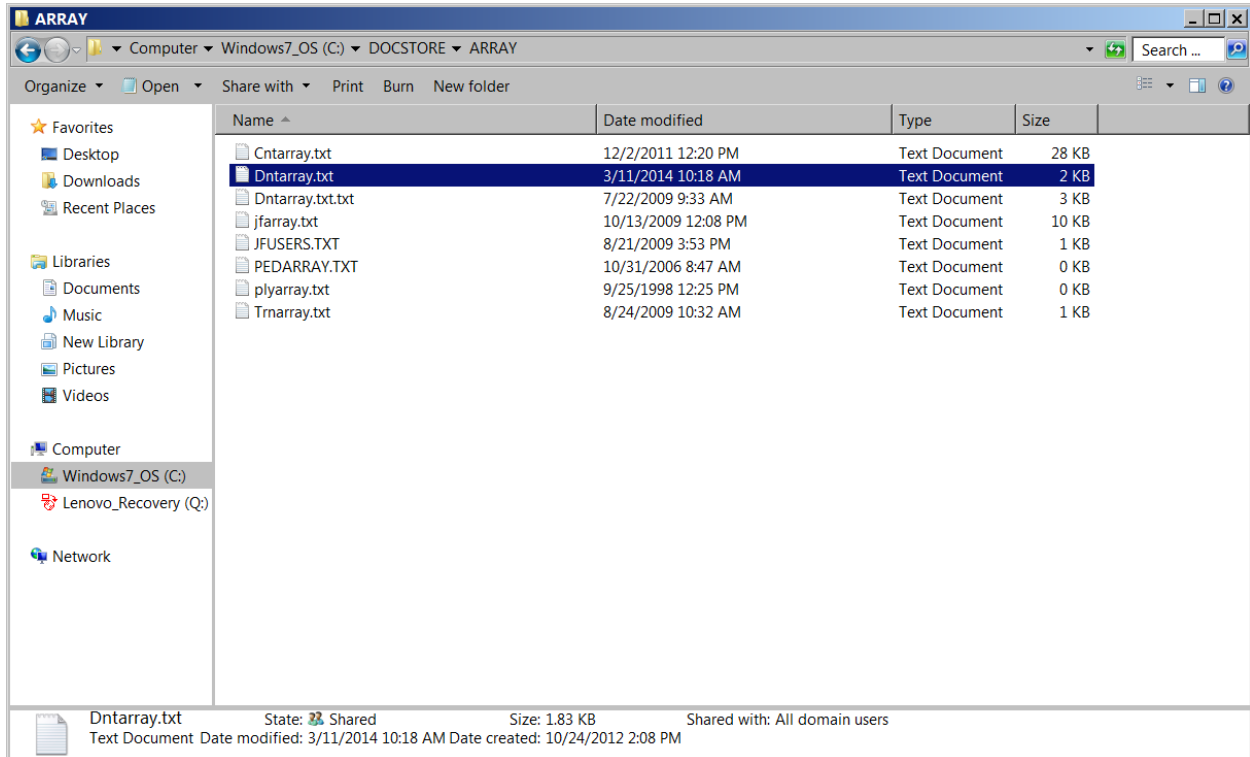 ARRAY
Computer Windows7_OS (C:) DOCSTORE ARRAY Search ...
Organize Open Share with Print Burn New folder
Favorites
Desktop
Downloads
Recent Places
Libraries
Documents
Music
New Library
Pictures
Videos
Computer
Windows7_OS (C:)
Lenovo_Recovery (Q:)
Network
Name Date modified Type Size
Cntarray.txt 12/2/2011 12:20 PM Text Document 28 KB
Dntarray.txt 3/11/2014 10:18 AM Text Document 2 KB
Dntarray.txt.txt 7/22/2009 9:33 AM Text Document 3 KB
jfarray.txt 10/13/2009 12:08 PM Text Document 10 KB
JFUSERS.TXT 8/21/2009 3:53 PM Text Document 1 KB
PEDARRAY.TXT 10/31/2006 8:47 AM Text Document 0 KB
plyarray.txt 9/25/1998 12:25 PM Text Document 0 KB
Trnarray.txt 8/24/2009 10:32 AM Text Document 1 KB
Dntarray.txt State: Shared Size: 1.83 KB Shared with: All domain users
Text Document Date modified: 3/11/2014 10:18 AM Date created: 10/24/2012 2:08 PM